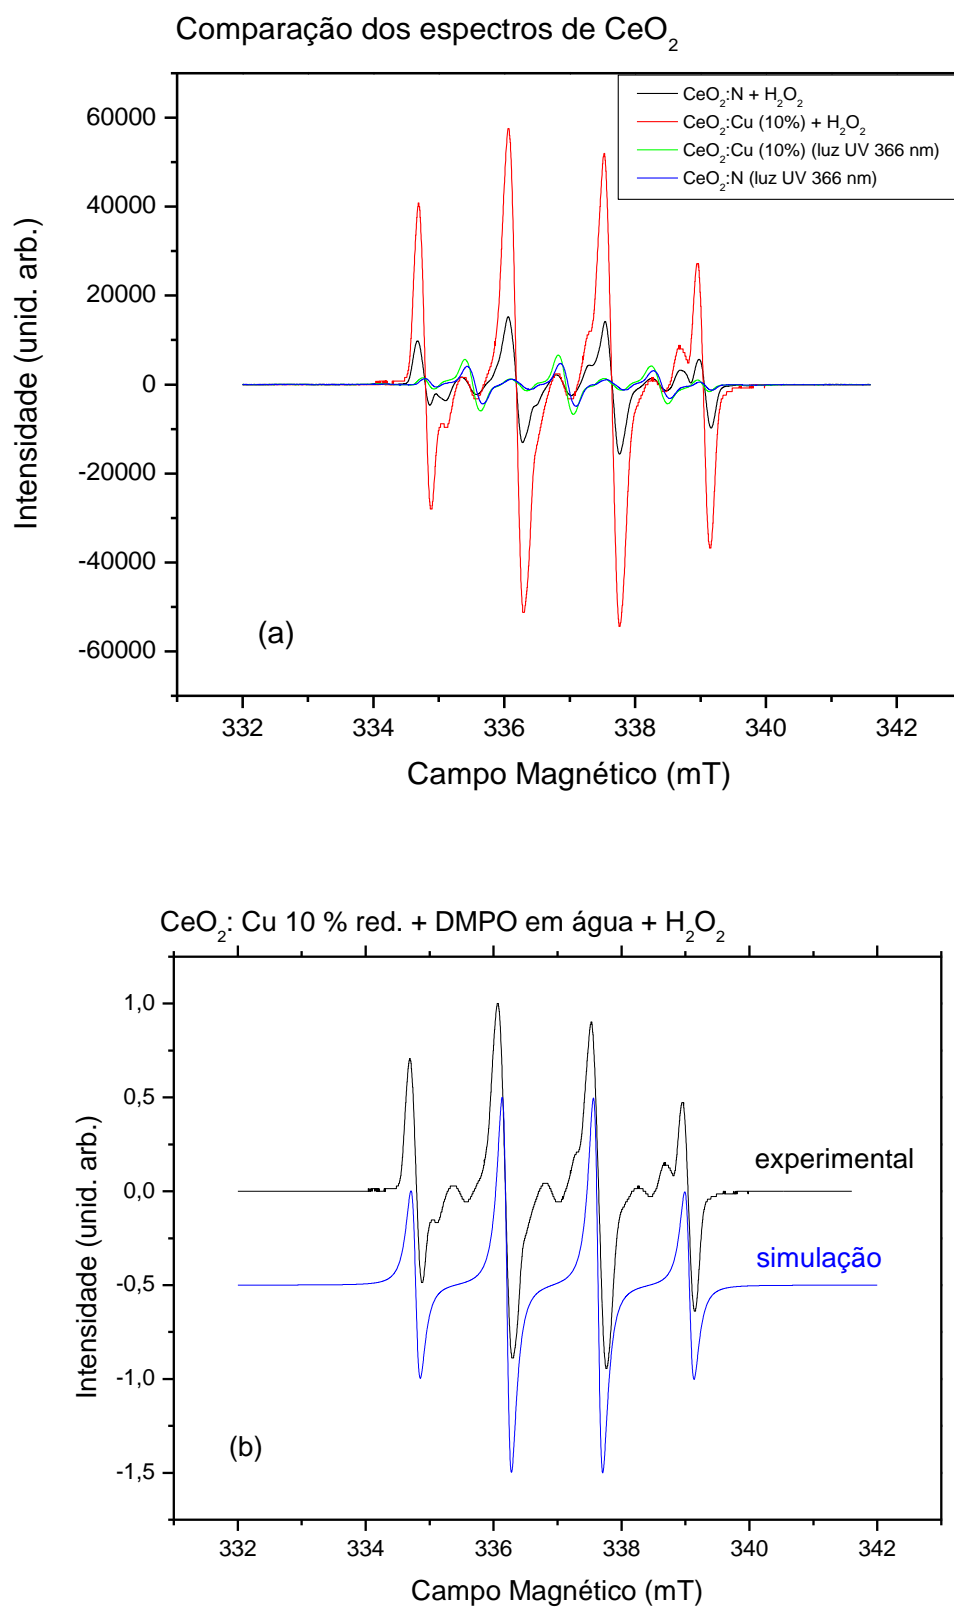 Comparação dos espectros de CeO₂
CeO₂:N + H₂O₂
CeO₂:Cu (10%) + H₂O₂
CeO₂:Cu (10%) (luz UV 366 nm)
CeO₂:N (luz UV 366 nm)
60000
40000
20000
0
-20000
-40000
-60000
Intensidade (unid. arb.)
(a)
332 334 336 338 340 342
Campo Magnético (mT)
CeO₂: Cu 10 % red. + DMPO em água + H₂O₂
1,0
0,5
0,0
-0,5
-1,0
-1,5
Intensidade (unid. arb.)
experimental
simulação
(b)
332 334 336 338 340 342
Campo Magnético (mT)